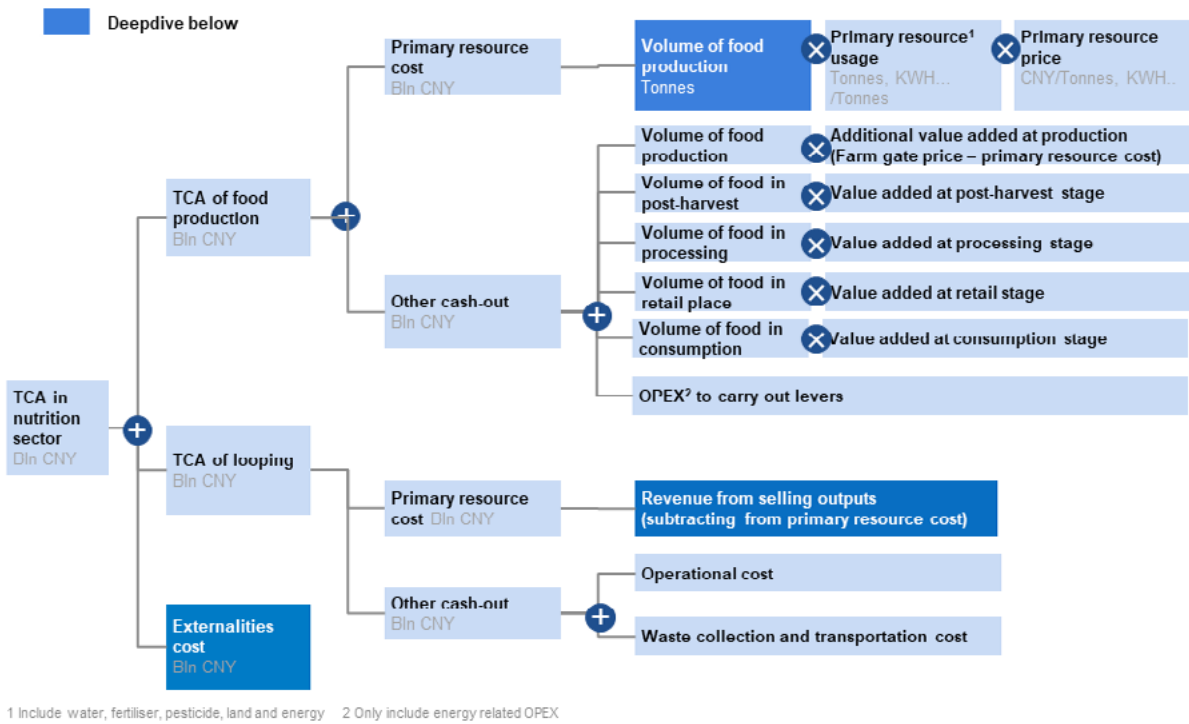 Deepdive below
Primary resource
cost
Bln CNY
Volume of food
production
Tonnes
Primary resource¹
usage
Tonnes, KWH...
/Tonnes
Primary resource
price
CNY/Tonnes, KWH..
Volume of food
production
Additional value added at production
(Farm gate price – primary resource cost)
TCA of food
production
Bln CNY
Volume of food in
post-harvest
Value added at post-harvest stage
Volume of food in
processing
Value added at processing stage
Other cash-out
Bln CNY
Volume of food in
retail place
Value added at retail stage
Volume of food in
consumption
Value added at consumption stage
OPEX² to carry out levers
TCA in
nutrition
sector
Bln CNY
TCA of looping
Bln CNY
Primary resource
cost Bln CNY
Revenue from selling outputs
(subtracting from primary resource cost)
Other cash-out
Bln CNY
Operational cost
Waste collection and transportation cost
Externalities
cost
Bln CNY
1 Include water, fertiliser, pesticide, land and energy 2 Only include energy related OPEX